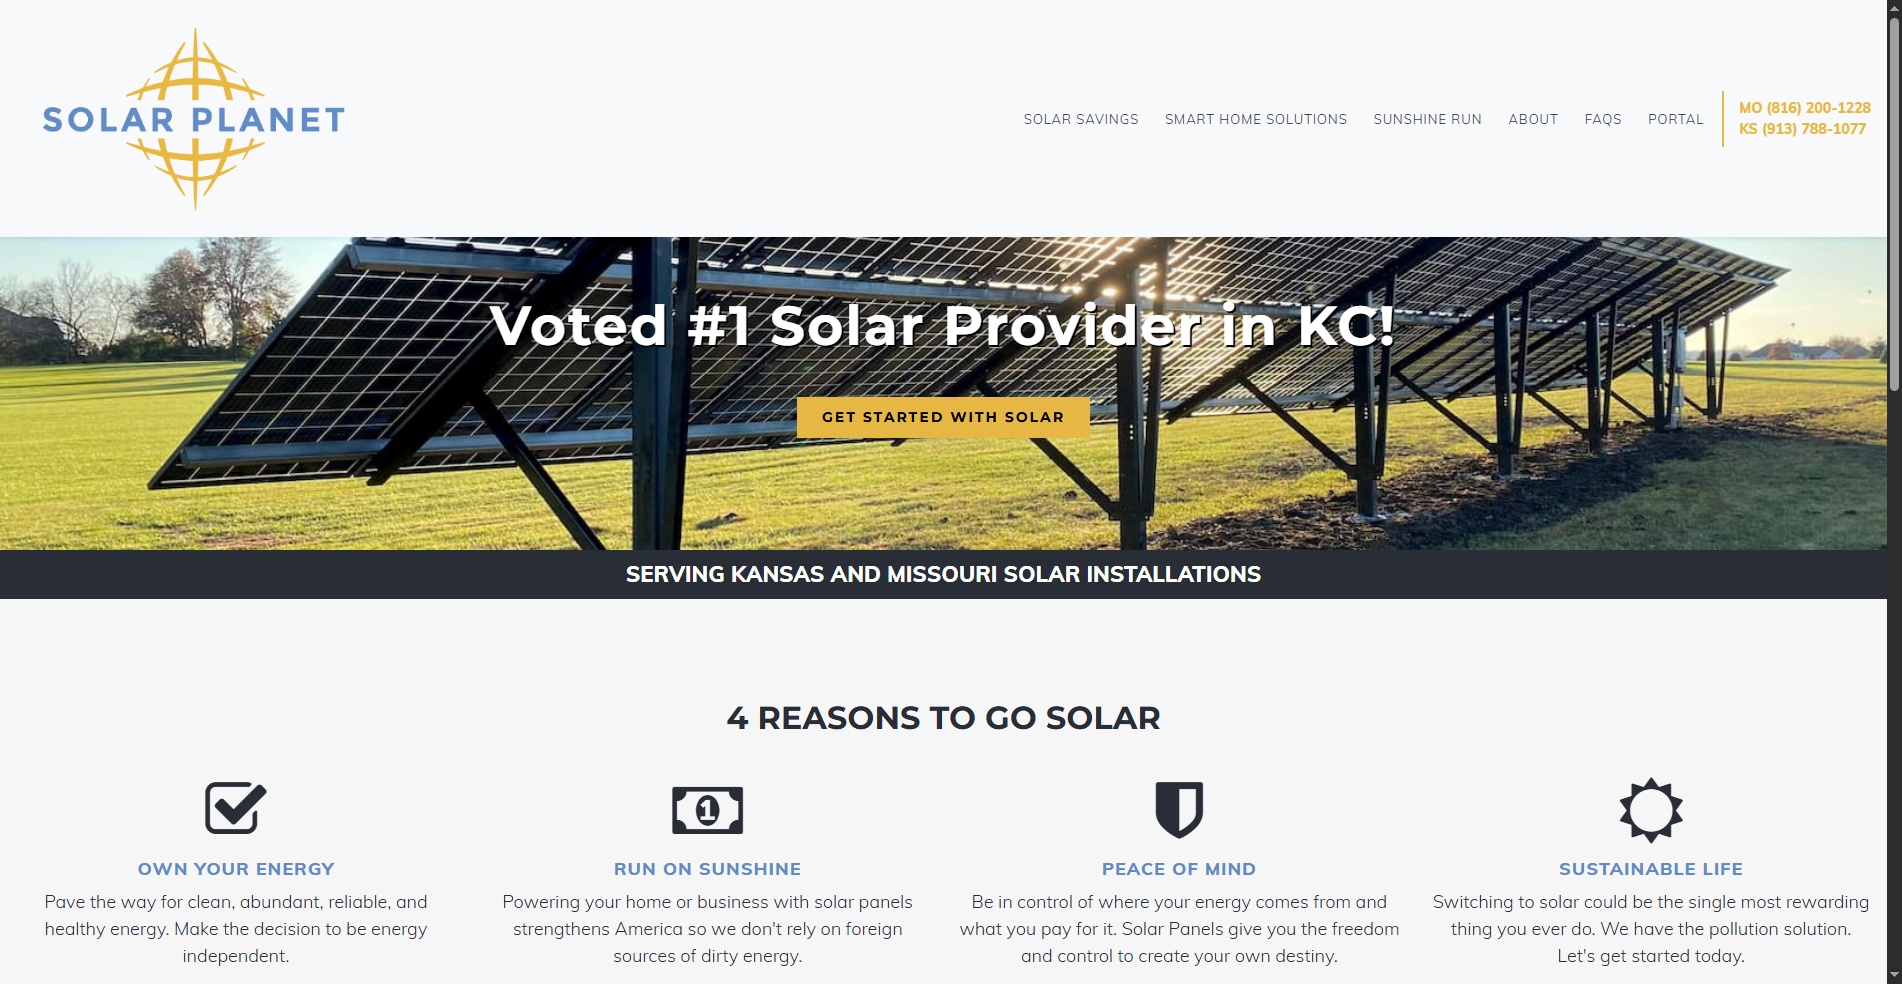 SOLAR PLANET
SOLAR SAVINGS
SMART HOME SOLUTIONS
SUNSHINE RUN
ABOUT
FAQS
PORTAL
MO (816) 200-1228
KS (913) 788-1077
Voted #1 Solar Provider in KC!
GET STARTED WITH SOLAR
SERVING KANSAS AND MISSOURI SOLAR INSTALLATIONS
4 REASONS TO GO SOLAR
1
OWN YOUR ENERGY
Pave the way for clean, abundant, reliable, and
healthy energy. Make the decision to be energy
independent.
RUN ON SUNSHINE
Powering your home or business with solar panels
strengthens America so we don't rely on foreign
sources of dirty energy.
PEACE OF MIND
Be in control of where your energy comes from and
what you pay for it. Solar Panels give you the freedom
and control to create your own destiny.
SUSTAINABLE LIFE
Switching to solar could be the single most rewarding
thing you ever do. We have the pollution solution.
Let's get started today.